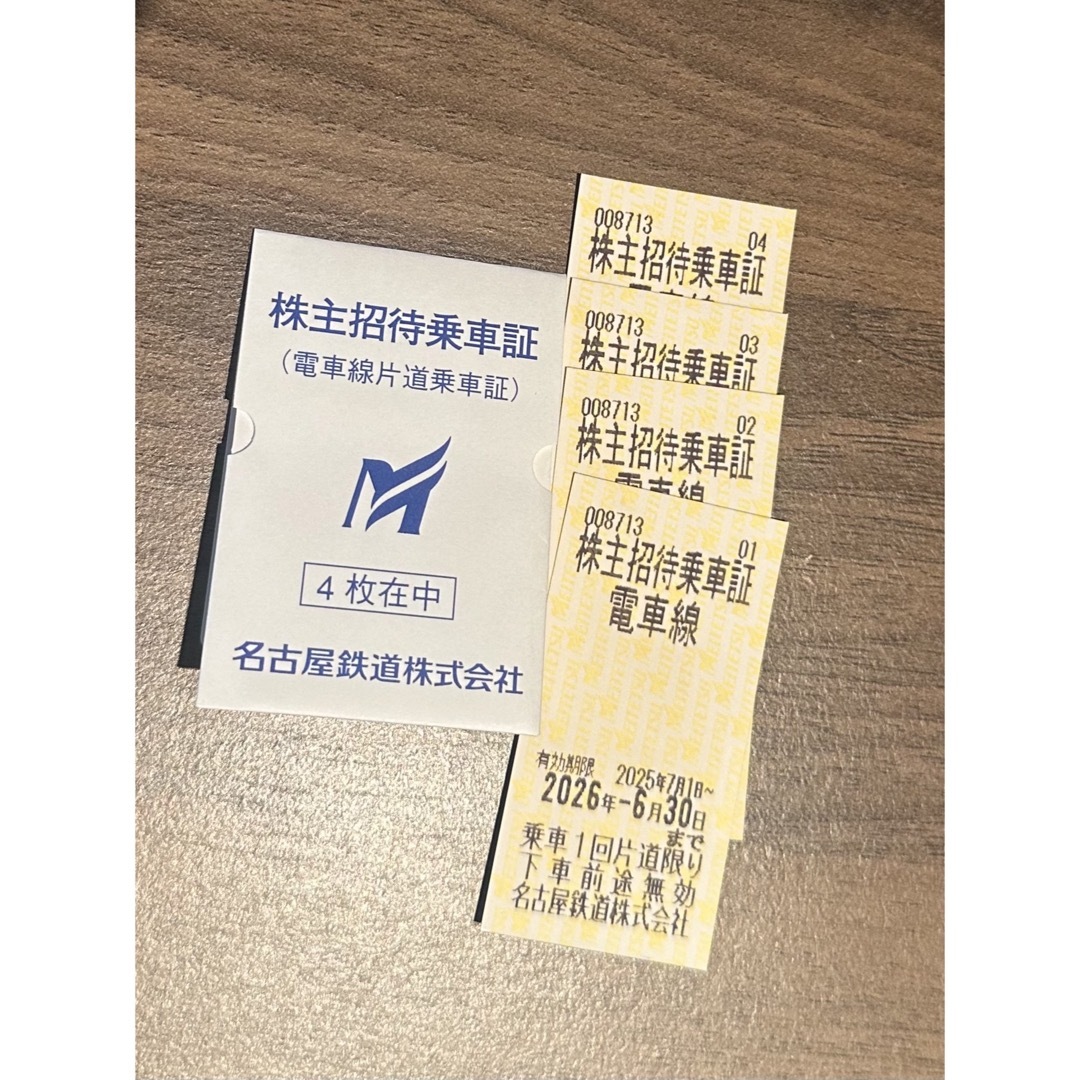 株主招待乗車証
（電車線片道乗車証）
4枚在中
名古屋鉄道株式会社
008713 04
株主招待乗車証
電車線
008713 03
株主招待乗車証
008713 02
株主招待乗車証
電車線
008713 01
株主招待乗車証
電車線
有効期限 2025年7月1日~
2026年-6月30日
まで
乗車1回片道限り
下車前途無効
名古屋鉄道株式会社